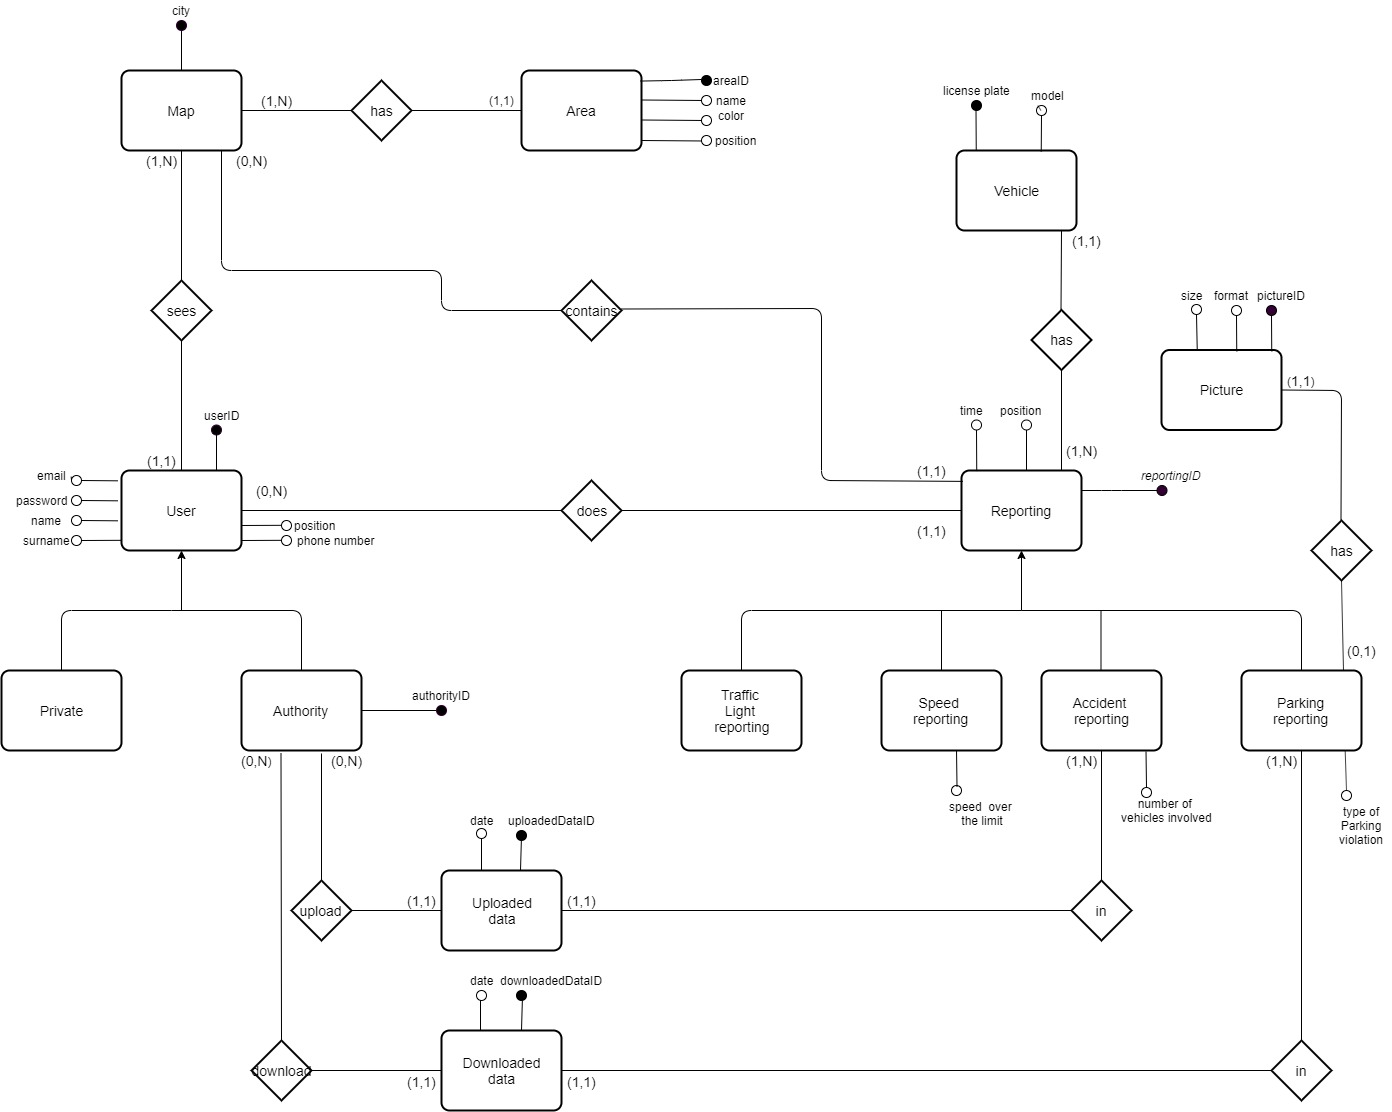 city
Map
(1,N)
has
(1,1)
Area
areaID
name
color
position
(1,N)
(0,N)
license plate
model
Vehicle
(1,1)
sees
contains
has
size
format
pictureID
Picture
(1,1)
userID
time
position
(1,N)
(1,1)
(1,1)
reportingID
email
password
name
surname
User
(0,N)
position
phone number
does
Reporting
(1,1)
has
(0,1)
Private
Authority
authorityID
Traffic
Light
reporting
Speed
reporting
Accident
reporting
Parking
reporting
(0,N)
(0,N)
(1,N)
(1,N)
speed over
the limit
number of
vehicles involved
type of
Parking
violation
date
uploadedDataID
upload
(1,1)
Uploaded
data
(1,1)
in
date
downloadedDataID
download
(1,1)
Downloaded
data
(1,1)
in